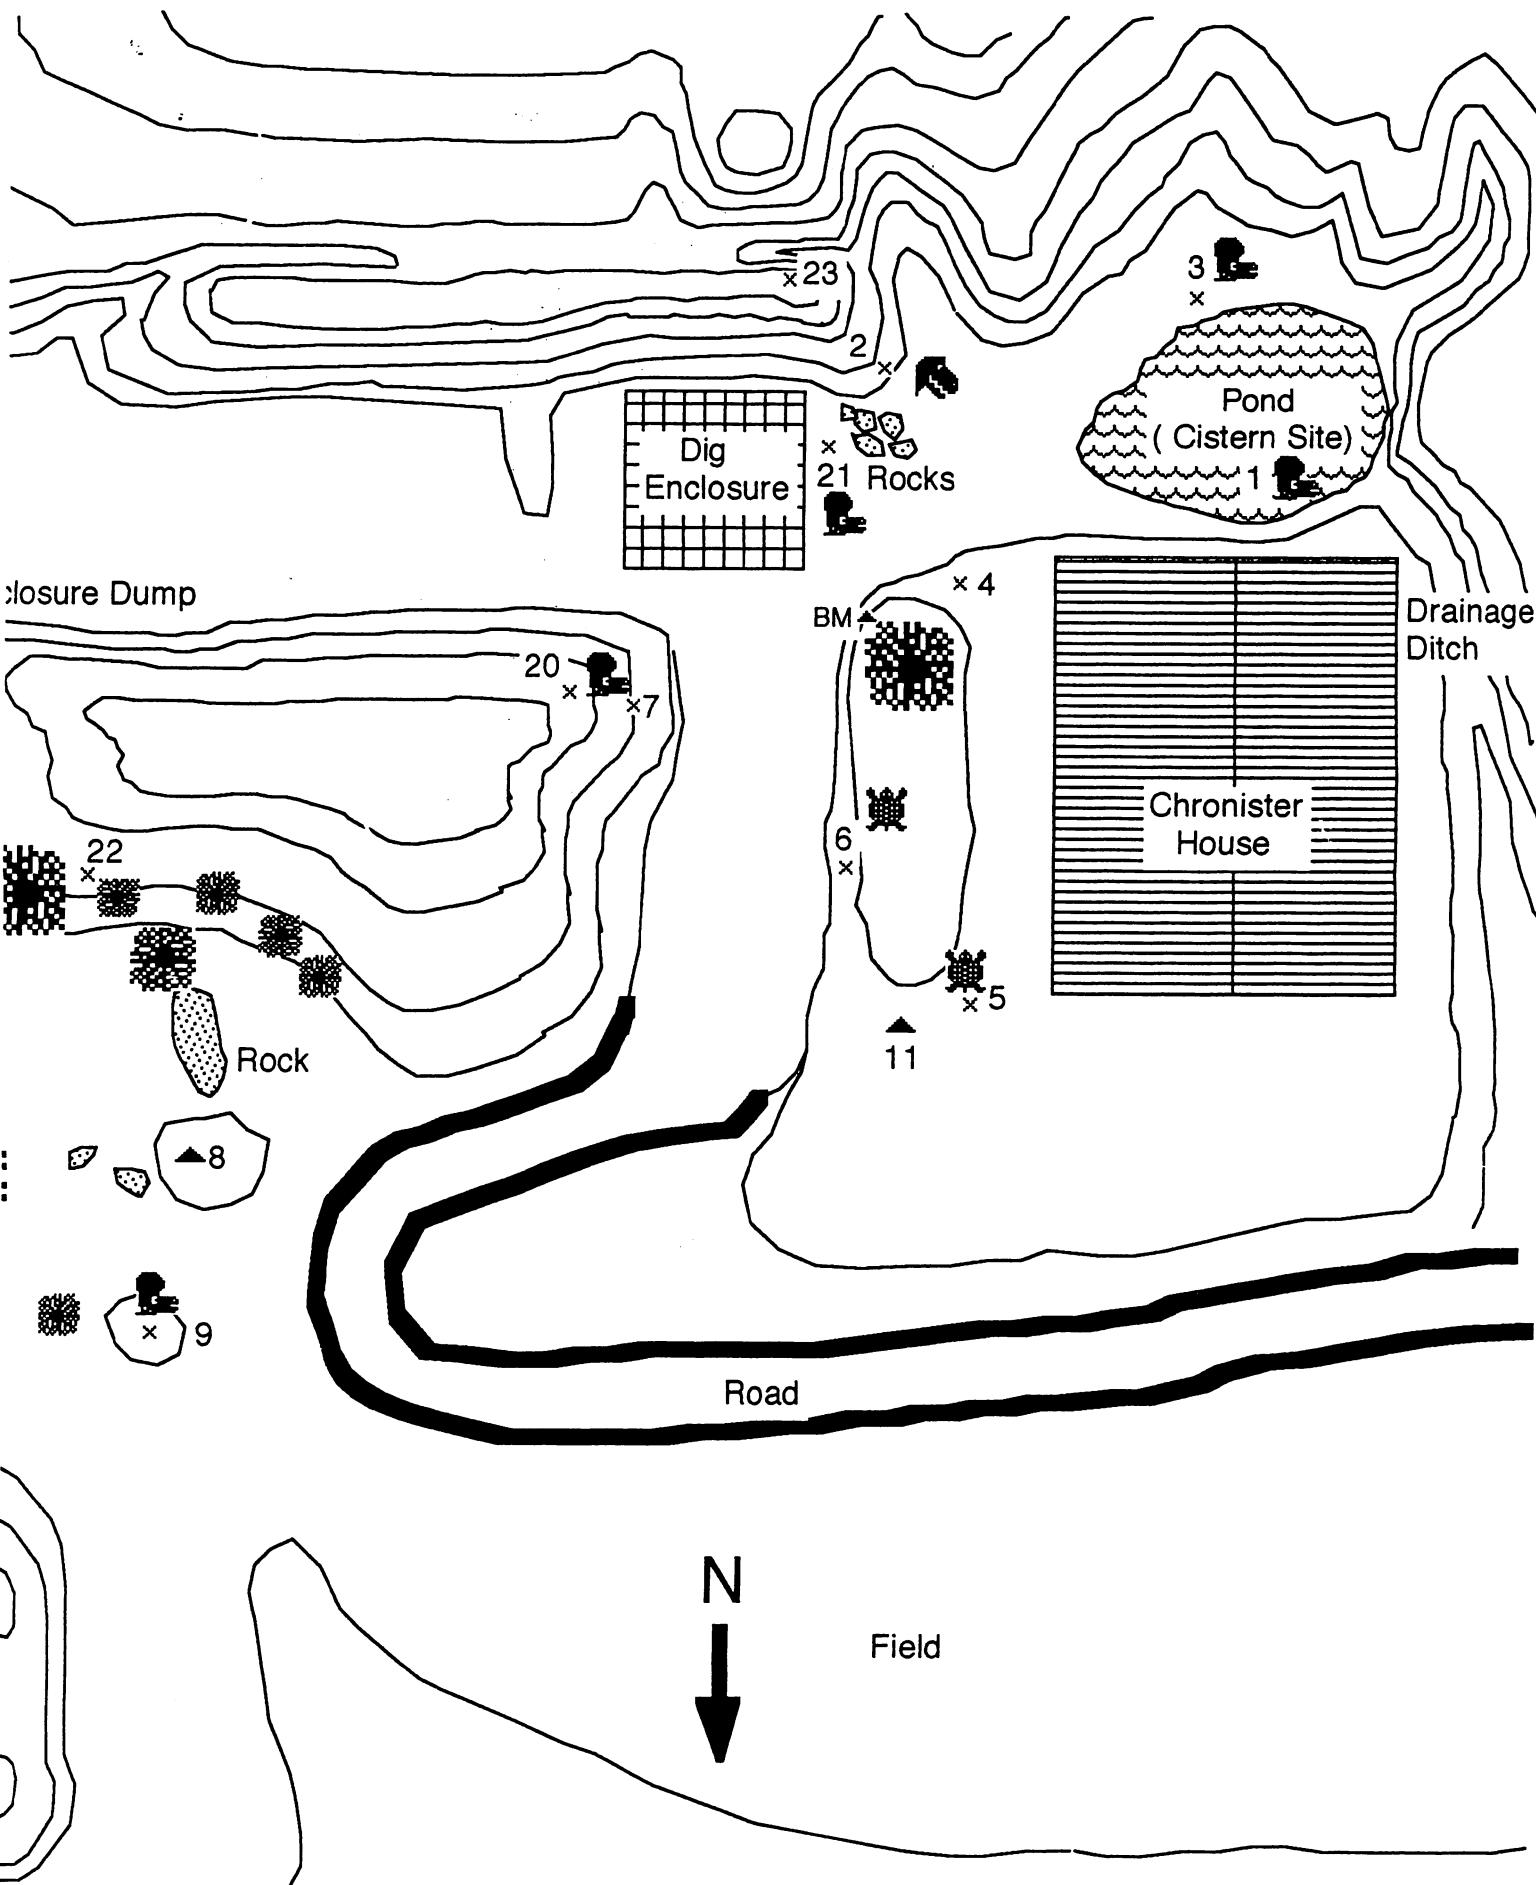 23
3
2
Pond
( Cistern Site)
1
Dig
Enclosure
21 Rocks
closure Dump
4
BM
Drainage
Ditch
20
7
Chronister
House
6
22
5
11
Rock
8
9
Road
N
Field